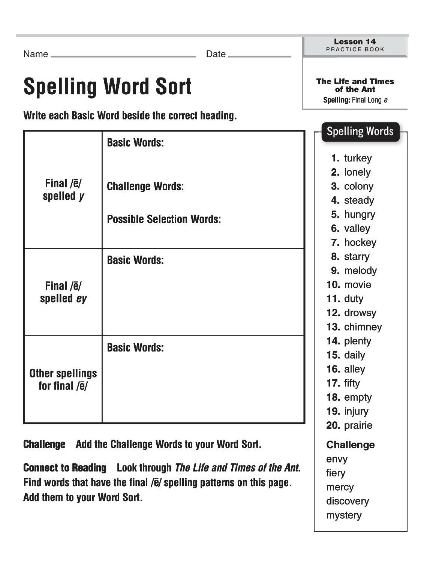 Name Date
Lesson 14
PRACTICE BOOK
Spelling Word Sort
The Life and Times
of the Ant
Spelling: Final Long e
Write each Basic Word beside the correct heading.
Final /ē/
spelled y
Basic Words:
Challenge Words:
Possible Selection Words:
Final /ē/
spelled ey
Basic Words:
Other spellings
for final /ē/
Basic Words:
Challenge Add the Challenge Words to your Word Sort.
Connect to Reading Look through The Life and Times of the Ant.
Find words that have the final /ē/ spelling patterns on this page.
Add them to your Word Sort.
Spelling Words
1. turkey
2. lonely
3. colony
4. steady
5. hungry
6. valley
7. hockey
8. starry
9. melody
10. movie
11. duty
12. drowsy
13. chimney
14. plenty
15. daily
16. alley
17. fifty
18. empty
19. injury
20. prairie
Challenge
envy
fiery
mercy
discovery
mystery